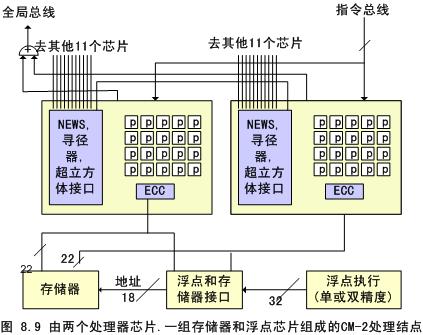 全局总线
指令总线
去其他11个芯片
去其他11个芯片
NEWS,
寻径
器,
超立方
体接口
P P P P P
P P P P P
P P P P P
P P P P P
ECC
NEWS,
寻径
器,
超立方
体接口
P P P P P
P P P P P
P P P P P
P P P P P
ECC
22
22
存储器
地址
18
浮点和存
储器接口
32
浮点执行
(单或双精度)
图 8.9 由两个处理器芯片.一组存储器和浮点芯片组成的CM-2处理结点